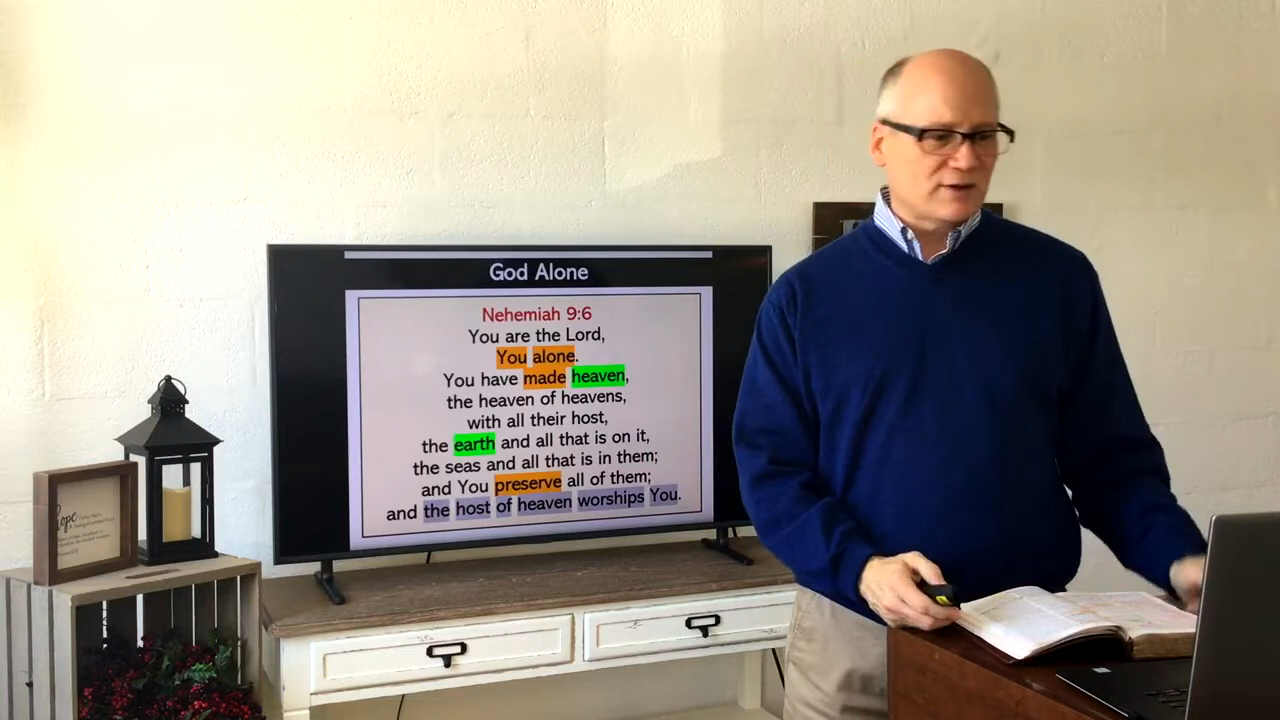 God Alone
Nehemiah 9:6
You are the Lord,
You alone.
You have made heaven,
the heaven of heavens,
with all their host,
the earth and all that is on it,
the seas and all that is in them;
and You preserve all of them;
and the host of heaven worships You.
hope